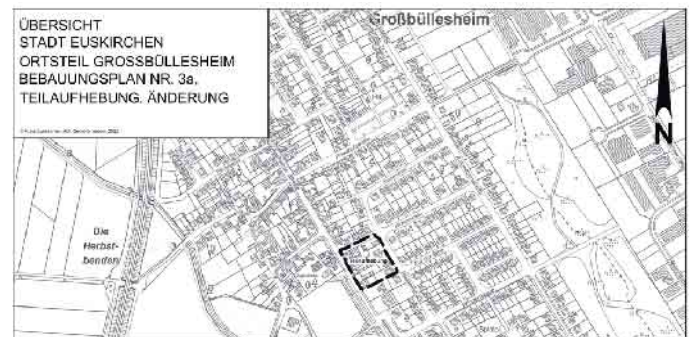 ÜBERSICHT
STADT EUSKIRCHEN
ORTSTEIL GROSSBÜLLESHEIM
BEBAUUNGSPLAN NR. 3a,
TEILAUFHEBUNG, ÄNDERUNG
Großbüllesheim
N
Die
Herbst-
benden